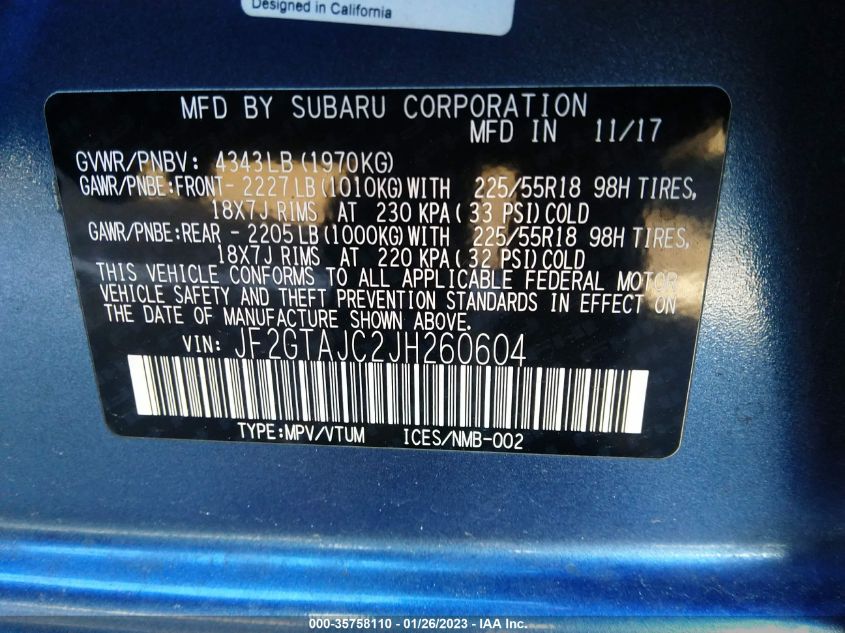 Designed in California
MFD BY SUBARU CORPORATION
MFD IN 11/17
GVWR/PNBV: 4343LB (1970KG)
GAWR/PNBE:FRONT- 2227LB (1010KG) WITH 225/55R18 98H TIRES,
18X7J RIMS AT 230 KPA ( 33 PSI) COLD
GAWR/PNBE:REAR - 2205LB (1000KG) WITH 225/55R18 98H TIRES,
18X7J RIMS AT 220 KPA ( 32 PSI) COLD
THIS VEHICLE CONFORMS TO ALL APPLICABLE FEDERAL MOTOR
VEHICLE SAFETY AND THEFT PREVENTION STANDARDS IN EFFECT ON
THE DATE OF MANUFACTURE SHOWN ABOVE.
VIN: JF2GTAJC2JH260604
TYPE:MPV/VTUM ICES/NMB-002
000-35758110 - 01/26/2023 - IAA Inc.